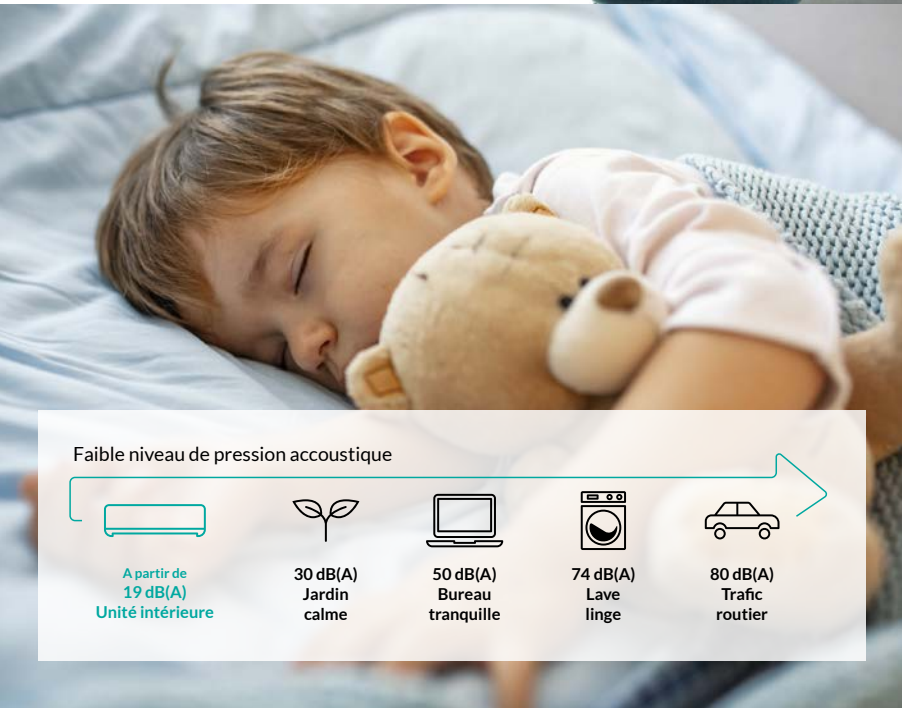 Faible niveau de pression accoustique
A partir de
19 dB(A)
Unité intérieure
30 dB(A)
Jardin
calme
50 dB(A)
Bureau
tranquille
74 dB(A)
Lave
linge
80 dB(A)
Trafic
routier